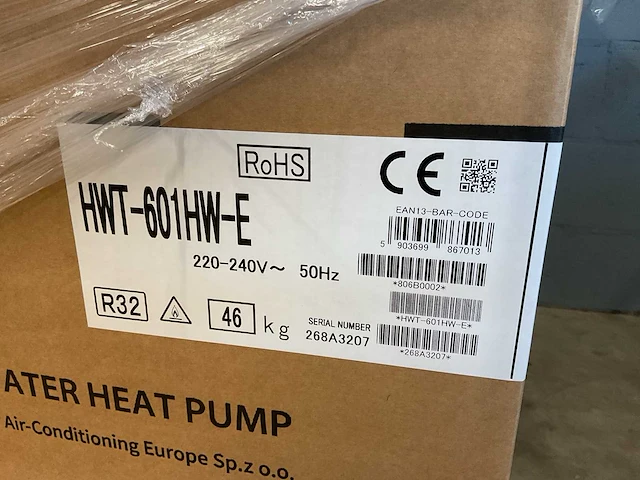 RoHS CE
HWT-601HW-E
EAN13-BAR-CODE
5 903699 867013
220-240V~ 50Hz
*806B0002*
R32 46 kg
*HWT-601HW-E*
SERIAL NUMBER
268A3207
*268A3207*
ATER HEAT PUMP
Air-Conditioning Europe Sp.z o.o.